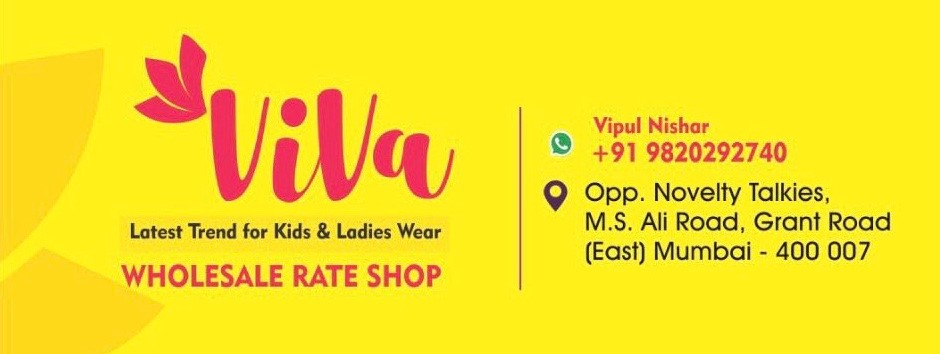 ViVa
Latest Trend for Kids & Ladies Wear
WHOLESALE RATE SHOP
Vipul Nishar
+91 9820292740
Opp. Novelty Talkies,
M.S. Ali Road, Grant Road
(East) Mumbai - 400 007